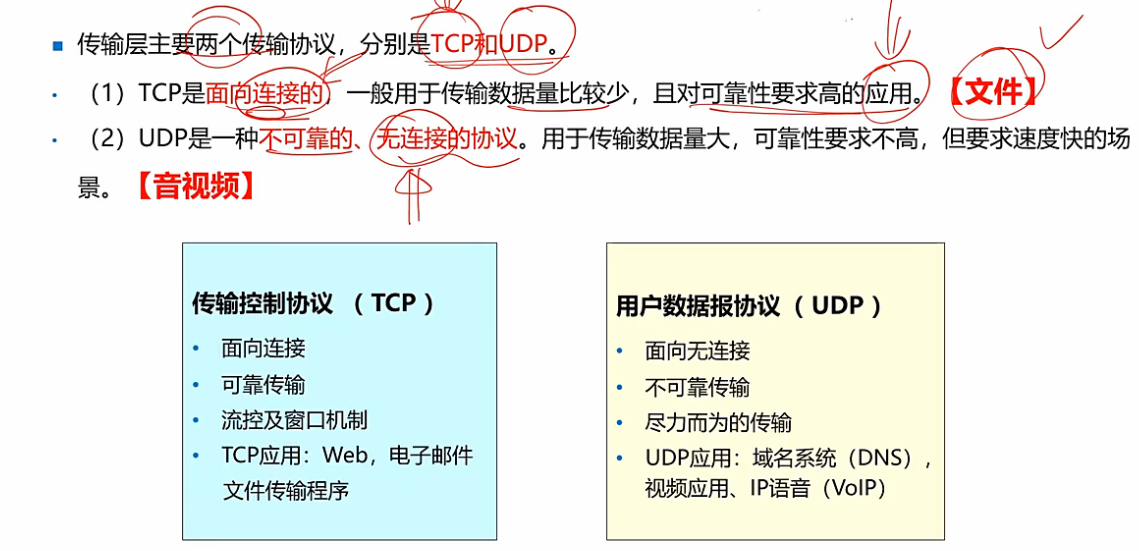 传输层主要两个传输协议，分别是TCP和UDP。
（1）TCP是面向连接的，一般用于传输数据量比较少，且对可靠性要求高的应用。【文件】
（2）UDP是一种不可靠的、无连接的协议。用于传输数据量大，可靠性要求不高，但要求速度快的场
景。【音视频】
传输控制协议 （ TCP ）
面向连接
可靠传输
流控及窗口机制
TCP应用：Web，电子邮件
文件传输程序
用户数据报协议 （ UDP ）
面向无连接
不可靠传输
尽力而为的传输
UDP应用：域名系统（DNS），
视频应用、IP语音（VoIP）